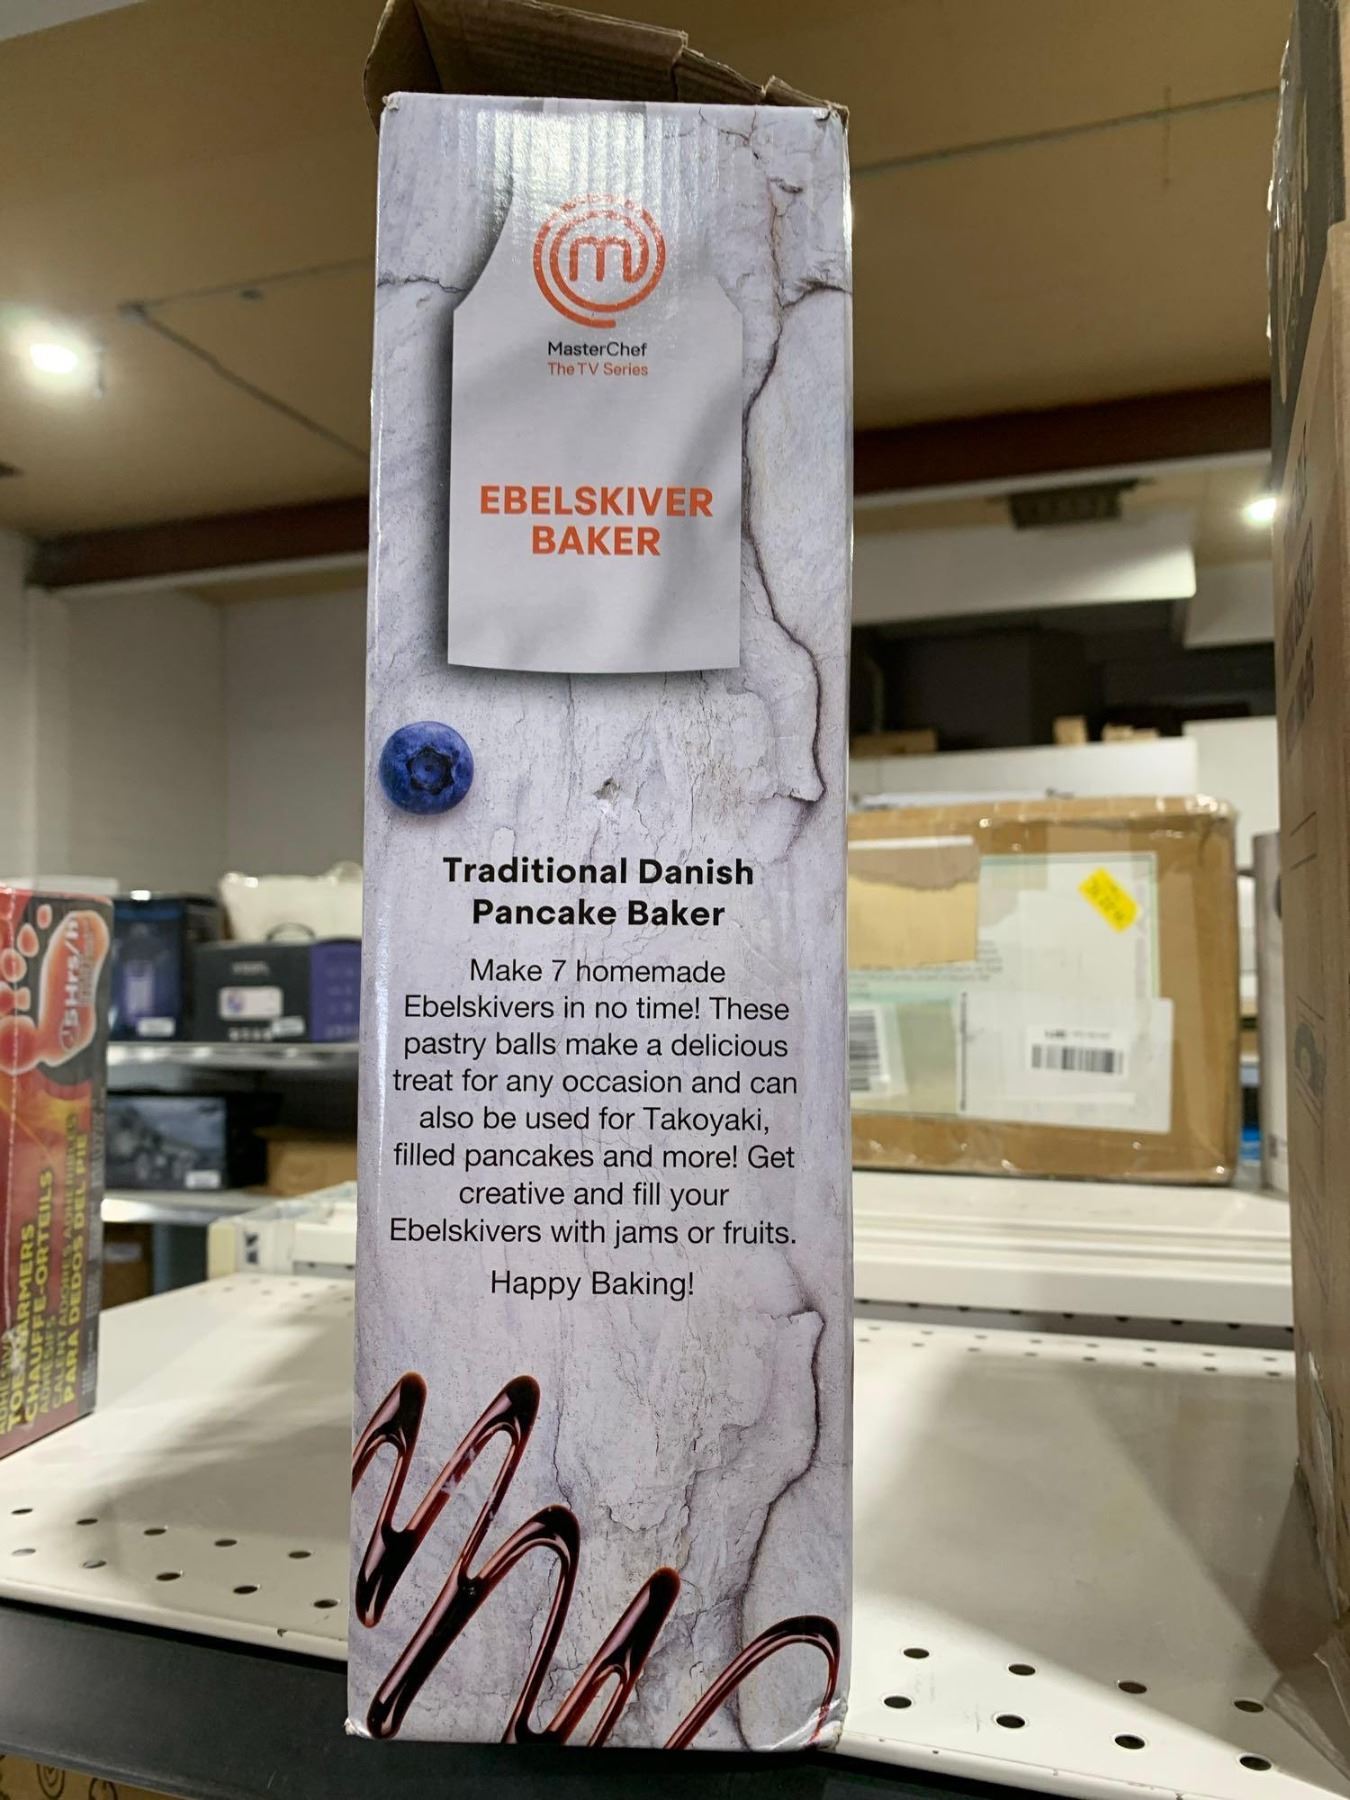 m
MasterChef
The TV Series
EBELSKIVER
BAKER
Traditional Danish
Pancake Baker
Make 7 homemade
Ebelskivers in no time! These
pastry balls make a delicious
treat for any occasion and can
also be used for Takoyaki,
filled pancakes and more! Get
creative and fill your
Ebelskivers with jams or fruits.
Happy Baking!
5Hrs/h
TOE WARMERS
CHAUFFE-ORTEILS
PARA DEDOS DEL PIE